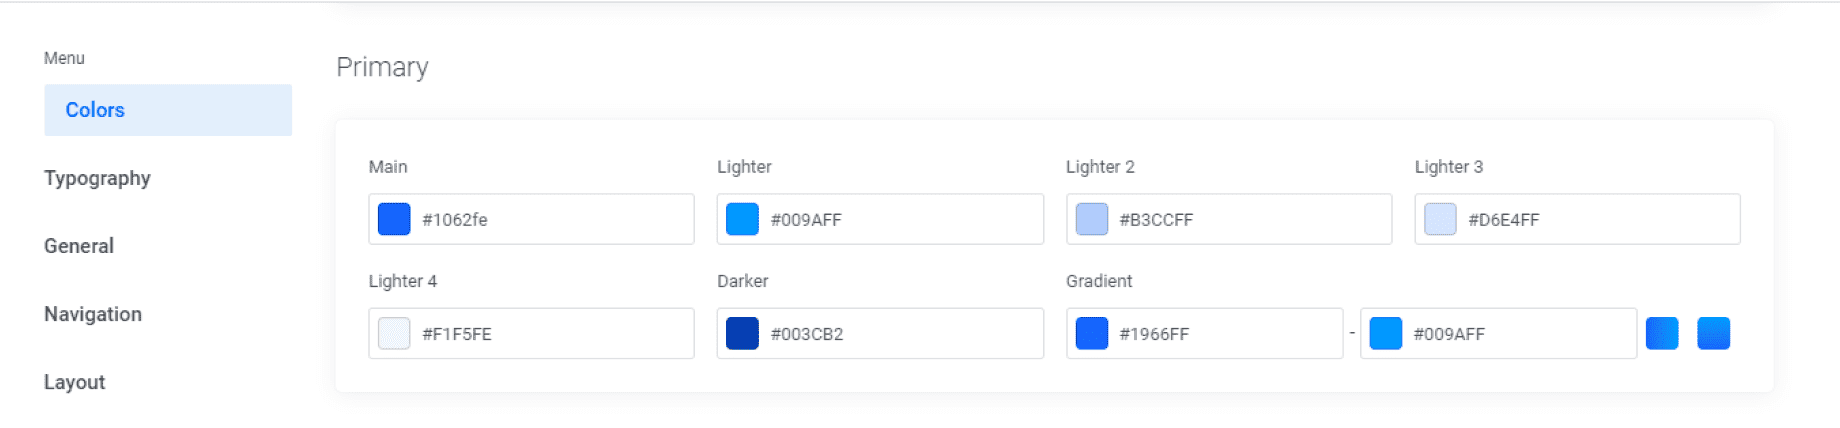 Menu
Colors
Typography
General
Navigation
Layout
Primary
Main
Lighter
Lighter 2
Lighter 3
#1062fe
#009AFF
#B3CCFF
#D6E4FF
Lighter 4
Darker
Gradient
#F1F5FE
#003CB2
#1966FF - #009AFF